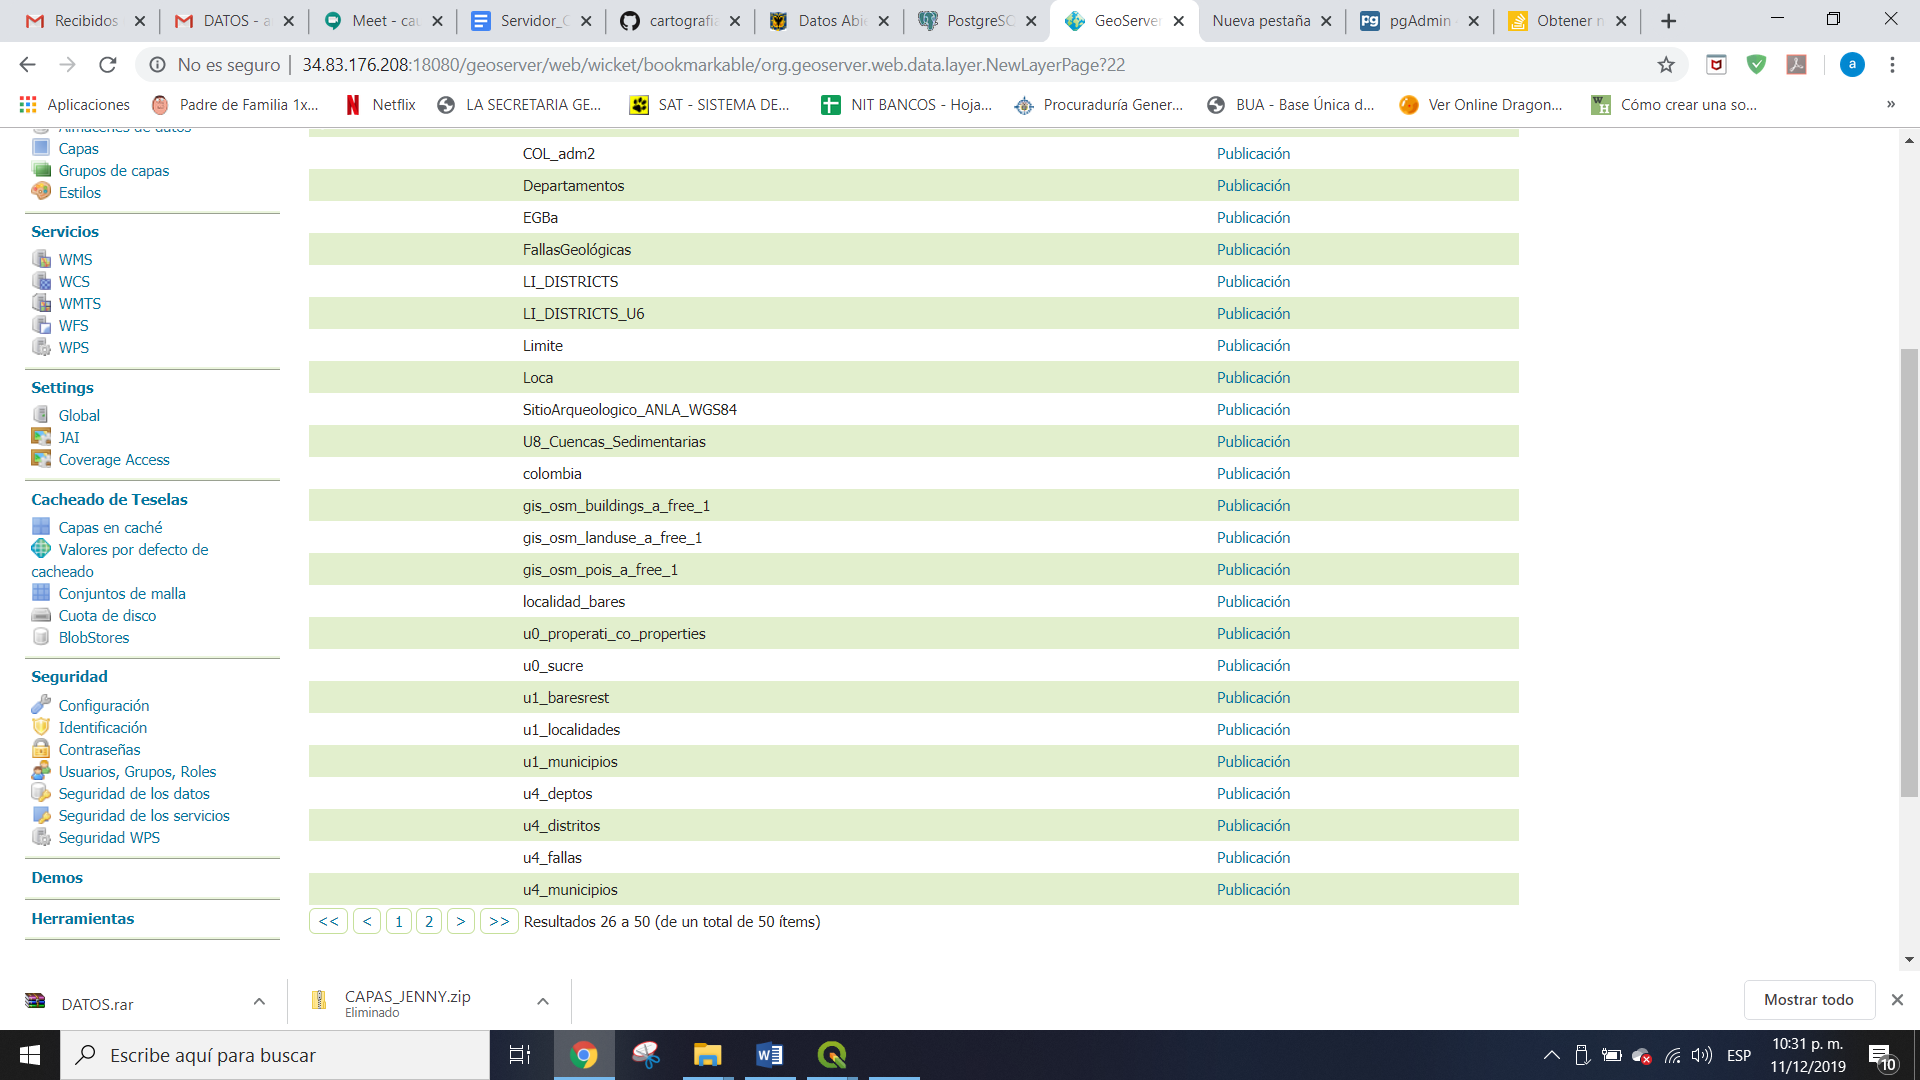 Recibidos
DATOS - a
Meet - cau
Servidor_G
cartografia
Datos Abie
PostgreSQ
GeoServer
Nueva pestaña
pgAdmin
Obtener n
No es seguro
34.83.176.208:18080/geoserver/web/wicket/bookmarkable/org.geoserver.web.data.layer.NewLayerPage?22
Aplicaciones
Padre de Familia 1x...
Netflix
LA SECRETARIA GE...
SAT - SISTEMA DE...
NIT BANCOS - Hoja...
Procuraduría Gener...
BUA - Base Única d...
Ver Online Dragon...
Cómo crear una so...
»
Almacenes de datos
Capas
Grupos de capas
Estilos
Servicios
WMS
WCS
WMTS
WFS
WPS
Settings
Global
JAI
Coverage Access
Cacheado de Teselas
Capas en caché
Valores por defecto de
cacheado
Conjuntos de malla
Cuota de disco
BlobStores
Seguridad
Configuración
Identificación
Contraseñas
Usuarios, Grupos, Roles
Seguridad de los datos
Seguridad de los servicios
Seguridad WPS
Demos
Herramientas
COL_adm2 Publicación
Departamentos Publicación
EGBa Publicación
FallasGeológicas Publicación
LI_DISTRICTS Publicación
LI_DISTRICTS_U6 Publicación
Limite Publicación
Loca Publicación
SitioArqueologico_ANLA_WGS84 Publicación
U8_Cuencas_Sedimentarias Publicación
colombia Publicación
gis_osm_buildings_a_free_1 Publicación
gis_osm_landuse_a_free_1 Publicación
gis_osm_pois_a_free_1 Publicación
localidad_bares Publicación
u0_properati_co_properties Publicación
u0_sucre Publicación
u1_baresrest Publicación
u1_localidades Publicación
u1_municipios Publicación
u4_deptos Publicación
u4_distritos Publicación
u4_fallas Publicación
u4_municipios Publicación
<< < 1 2 > >> Resultados 26 a 50 (de un total de 50 ítems)
DATOS.rar
CAPAS_JENNY.zip
Eliminado
Mostrar todo
Escribe aquí para buscar
ESP
10:31 p. m.
11/12/2019
10